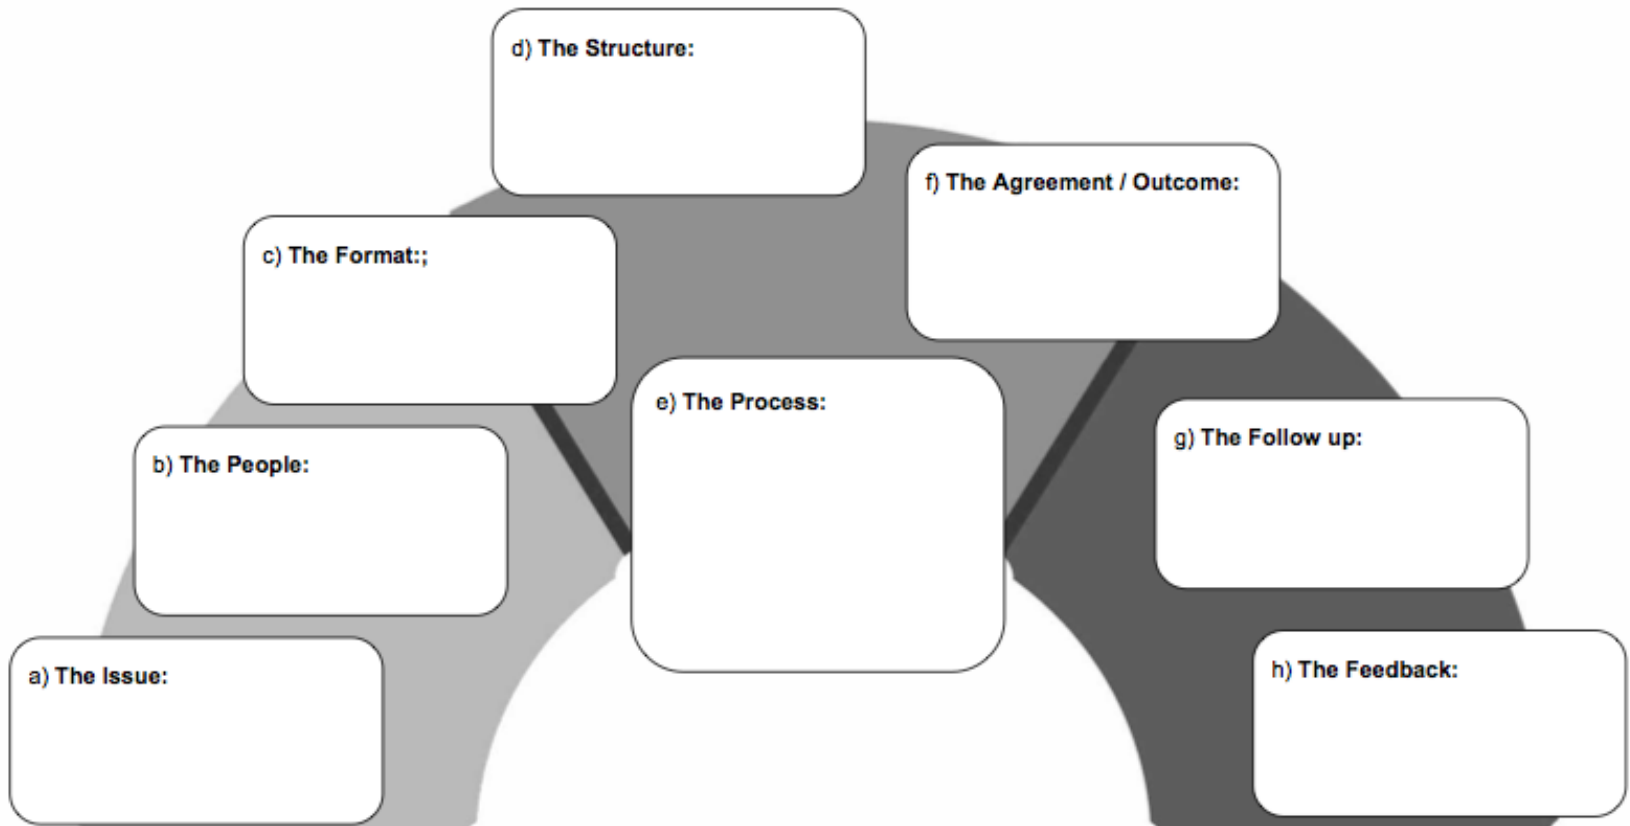 a) The Issue:
b) The People:
c) The Format:;
d) The Structure:
e) The Process:
f) The Agreement / Outcome:
g) The Follow up:
h) The Feedback: